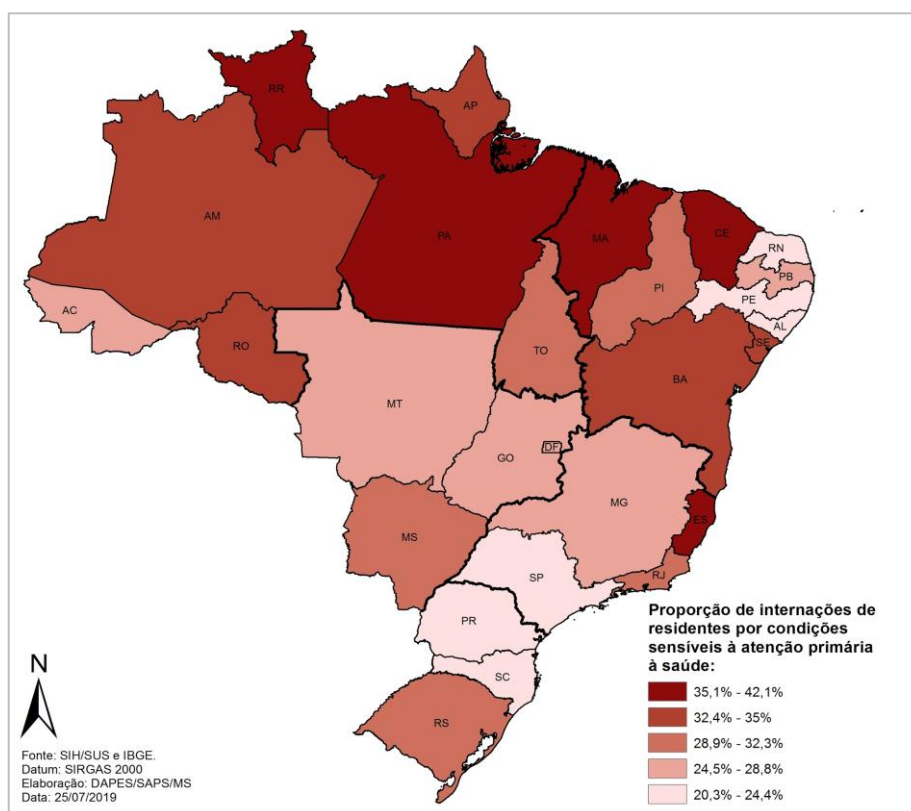 RR
AP
AM
PA
MA
CE
RN
PB
PI
PE
AL
SE
AC
RO
TO
BA
MT
GO
DF
MG
ES
MS
SP
RJ
PR
SC
RS
Proporção de internações de
residentes por condições
sensíveis à atenção primária
à saúde:
35,1% - 42,1%
32,4% - 35%
28,9% - 32,3%
24,5% - 28,8%
20,3% - 24,4%
N
Fonte: SIH/SUS e IBGE.
Datum: SIRGAS 2000
Elaboração: DAPES/SAPS/MS
Data: 25/07/2019